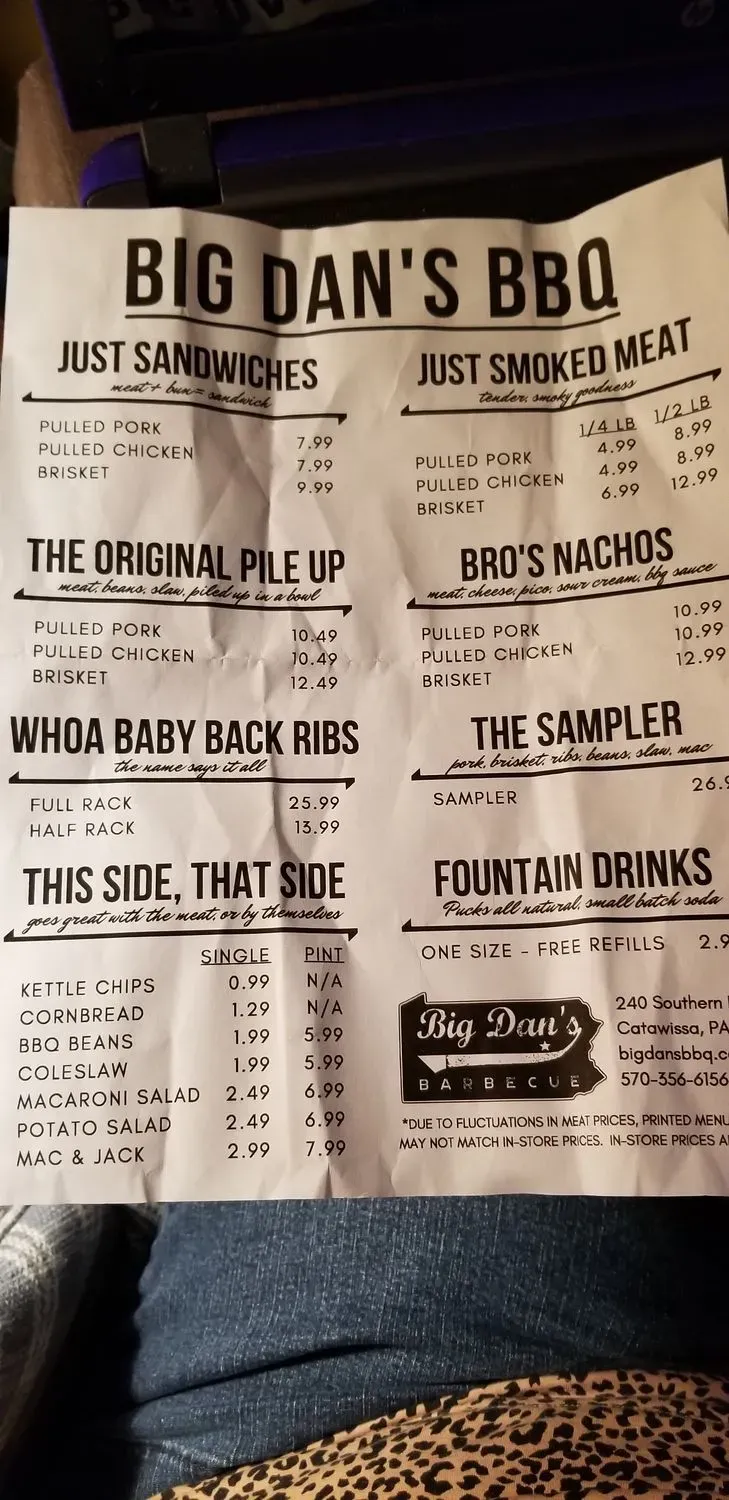 BIG DAN'S BBQ
JUST SANDWICHES
meat + bun = sandwich
PULLED PORK 7.99
PULLED CHICKEN 7.99
BRISKET 9.99
THE ORIGINAL PILE UP
meat, beans, slaw, piled up in a bowl
PULLED PORK 10.49
PULLED CHICKEN 10.49
BRISKET 12.49
WHOA BABY BACK RIBS
the name says it all
FULL RACK 25.99
HALF RACK 13.99
THIS SIDE, THAT SIDE
goes great with the meat, or by themselves
SINGLE PINT
KETTLE CHIPS 0.99 N/A
CORNBREAD 1.29 N/A
BBQ BEANS 1.99 5.99
COLESLAW 1.99 5.99
MACARONI SALAD 2.49 6.99
POTATO SALAD 2.49 6.99
MAC & JACK 2.99 7.99
JUST SMOKED MEAT
tender, smoky goodness
1/4 LB 1/2 LB
PULLED PORK 4.99 8.99
PULLED CHICKEN 4.99 8.99
BRISKET 6.99 12.99
BRO'S NACHOS
meat, cheese, pico, sour cream, bbq sauce
PULLED PORK 10.99
PULLED CHICKEN 10.99
BRISKET 12.99
THE SAMPLER
pork, brisket, ribs, beans, slaw, mac
SAMPLER 26.9
FOUNTAIN DRINKS
Pucks all natural, small batch soda
ONE SIZE - FREE REFILLS 2.9
Big Dan's
BARBECUE
240 Southern
Catawissa, PA
bigdansbbq.c
570-356-6156
*DUE TO FLUCTUATIONS IN MEAT PRICES, PRINTED MENU
MAY NOT MATCH IN-STORE PRICES. IN-STORE PRICES A